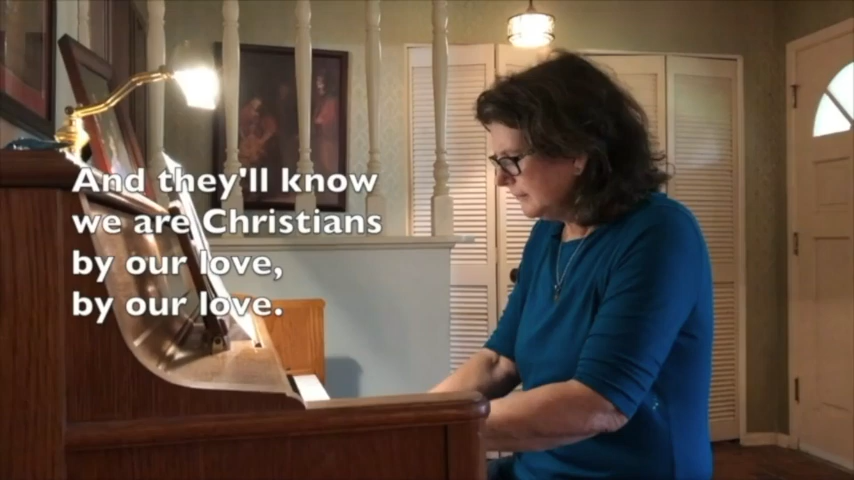 And they'll know
we are Christians
by our love,
by our love.